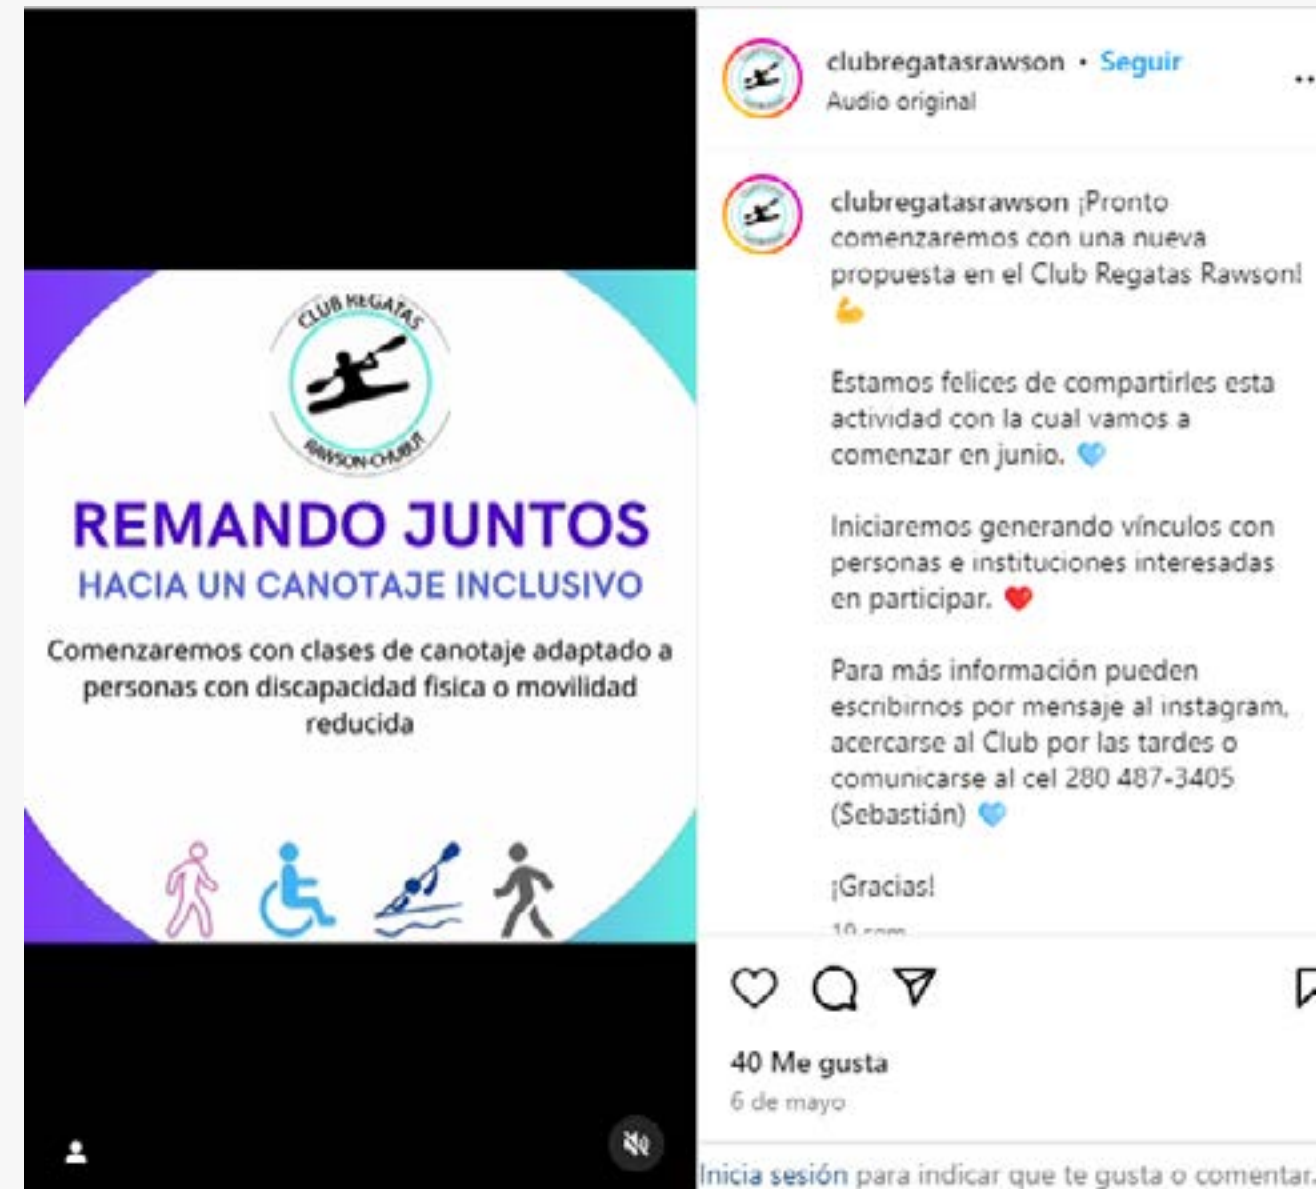 CLUB REGATAS
RAWSON-CHUBUT
REMANDO JUNTOS
HACIA UN CANOTAJE INCLUSIVO
Comenzaremos con clases de canotaje adaptado a
personas con discapacidad fisica o movilidad
reducida
clubregatasrawson • Seguir
Audio original
clubregatasrawson ¡Pronto
comenzaremos con una nueva
propuesta en el Club Regatas Rawson!
💪
Estamos felices de compartirles esta
actividad con la cual vamos a
comenzar en junio. 🩵
Iniciaremos generando vínculos con
personas e instituciones interesadas
en participar. ❤️
Para más información pueden
escribirnos por mensaje al instagram,
acercarse al Club por las tardes o
comunicarse al cel 280 487-3405
(Sebastián) 🩵
¡Gracias!
40 Me gusta
6 de mayo
Inicia sesión para indicar que te gusta o comentar.